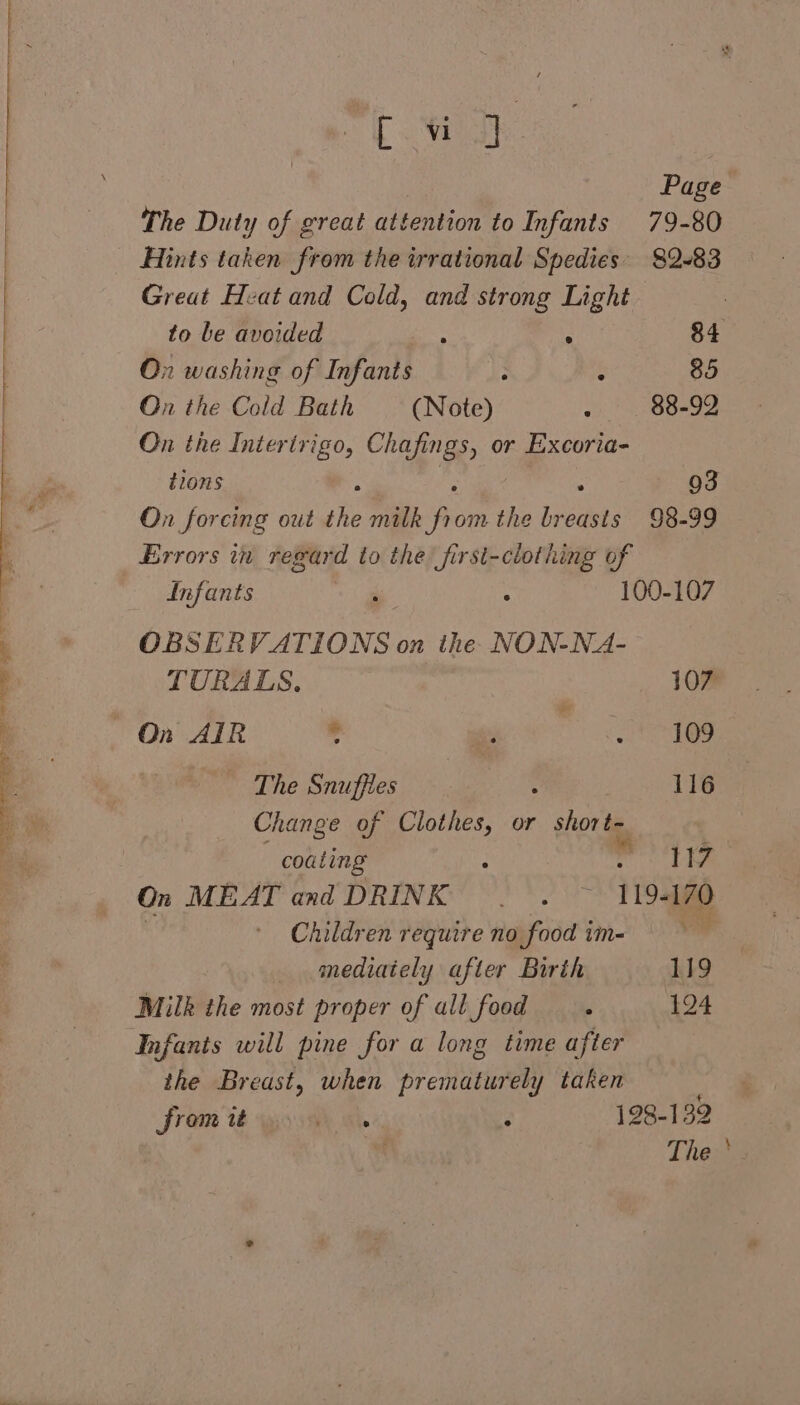 [ vi ]
Page
The Duty of great attention to Infants 79-80
Hints taken from the irrational Spedies 82-83
Great Heat and Cold, and strong Light
to be avoided . . 84
On washing of Infants . . 85
On the Cold Bath (Note) . 88-92
On the Intertrigo, Chafings, or Excoria-
tions . . . 93
On forcing out the milk from the breasts 98-99
Errors in regard to the first-clothing of
Infants . . 100-107
OBSERVATIONS on the NON-NA-
TURALS. 107
On AIR . . . 109
The Snuffles . 116
Change of Clothes, or short-
coating . . 117
On MEAT and DRINK . . 119-170
Children require no food im-
mediately after Birth 119
Milk the most proper of all food . 124
Infants will pine for a long time after
the Breast, when prematurely taken
from it . . 128-132
The